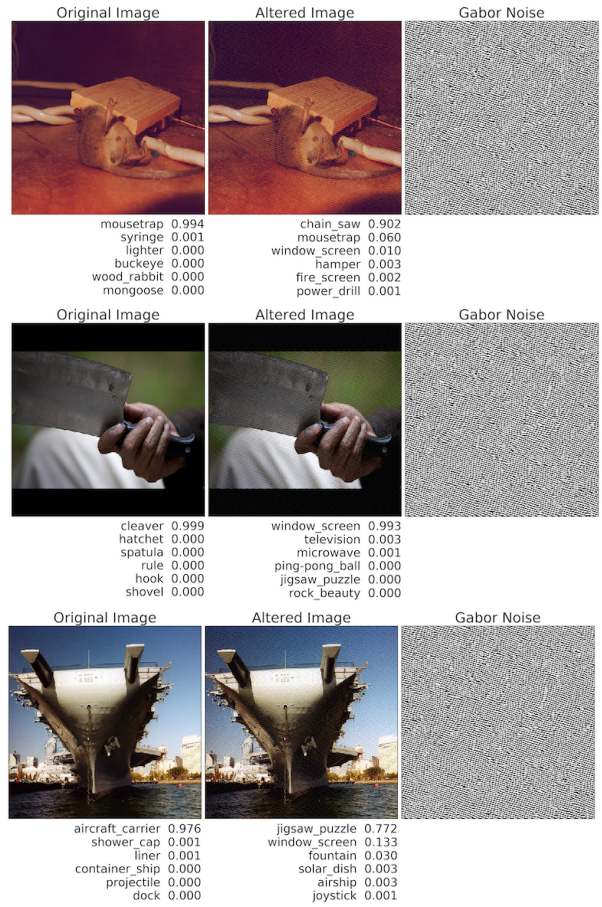 Original Image Altered Image Gabor Noise
mousetrap 0.994 chain_saw 0.902
syringe 0.001 mousetrap 0.060
lighter 0.000 window_screen 0.010
buckeye 0.000 hamper 0.003
wood_rabbit 0.000 fire_screen 0.002
mongoose 0.000 power_drill 0.001
Original Image Altered Image Gabor Noise
cleaver 0.999 window_screen 0.993
hatchet 0.000 television 0.003
spatula 0.000 microwave 0.001
rule 0.000 ping-pong_ball 0.000
hook 0.000 jigsaw_puzzle 0.000
shovel 0.000 rock_beauty 0.000
Original Image Altered Image Gabor Noise
aircraft_carrier 0.976 jigsaw_puzzle 0.772
shower_cap 0.001 window_screen 0.133
liner 0.001 fountain 0.030
container_ship 0.000 solar_dish 0.003
projectile 0.000 airship 0.003
dock 0.000 joystick 0.001